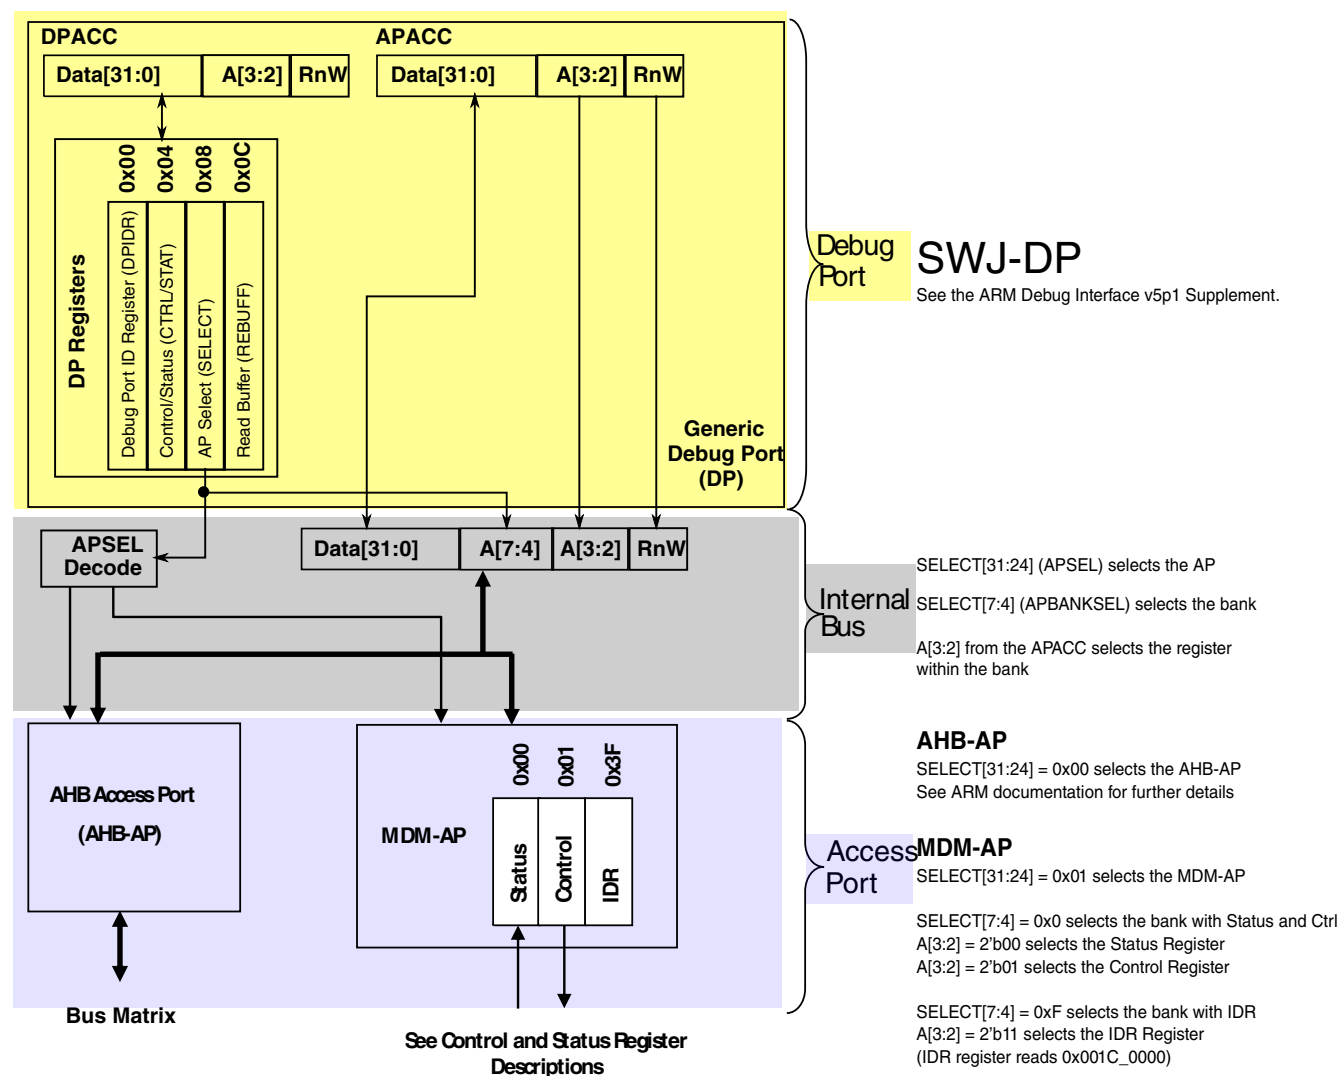 DPACC
APACC
Data[31:0] A[3:2] RnW
Data[31:0] A[3:2] RnW
0x00
0x04
0x08
0x0C
DP Registers
Debug Port ID Register (DPIDR)
Control/Status (CTRL/STAT)
AP Select (SELECT)
Read Buffer (REBUFF)
Generic
Debug Port
(DP)
Debug
Port
SWJ-DP
See the ARM Debug Interface v5p1 Supplement.
APSEL
Decode
Data[31:0] A[7:4] A[3:2] RnW
Internal
Bus
SELECT[31:24] (APSEL) selects the AP
SELECT[7:4] (APBANKSEL) selects the bank
A[3:2] from the APACC selects the register
within the bank
AHB Access Port
(AHB-AP)
Bus Matrix
MDM-AP
0x00
0x01
0x3F
Status
Control
IDR
See Control and Status Register
Descriptions
Access
Port
AHB-AP
SELECT[31:24] = 0x00 selects the AHB-AP
See ARM documentation for further details
MDM-AP
SELECT[31:24] = 0x01 selects the MDM-AP
SELECT[7:4] = 0x0 selects the bank with Status and Ctrl
A[3:2] = 2'b00 selects the Status Register
A[3:2] = 2'b01 selects the Control Register
SELECT[7:4] = 0xF selects the bank with IDR
A[3:2] = 2'b11 selects the IDR Register
(IDR register reads 0x001C_0000)